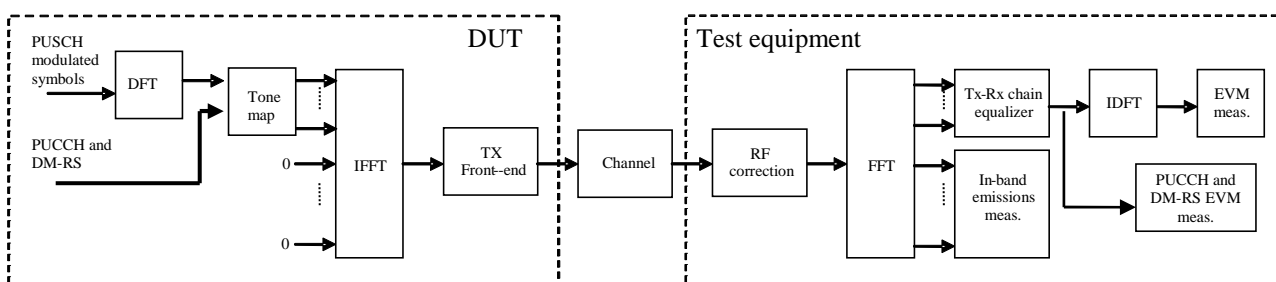 DUT
Test equipment
PUSCH
modulated
symbols
DFT
Tone
map
PUCCH and
DM-RS
0
0
IFFT
TX
Front--end
Channel
RF
correction
FFT
Tx-Rx chain
equalizer
IDFT
EVM
meas.
In-band
emissions
meas.
PUCCH and
DM-RS EVM
meas.